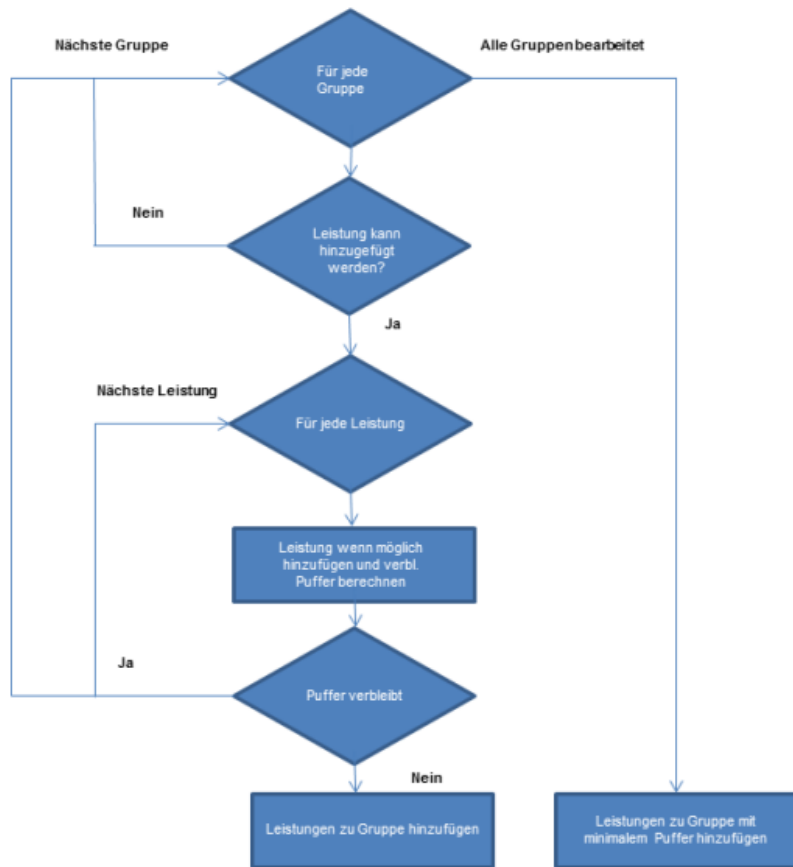 Nächste Gruppe
Alle Gruppen bearbeitet
Für jede
Gruppe
Nein
Leistung kann
hinzugefügt
werden?
Ja
Nächste Leistung
Für jede Leistung
Leistung wenn möglich
hinzufügen und verbl.
Puffer berechnen
Ja
Puffer verbleibt
Nein
Leistungen zu Gruppe hinzufügen
Leistungen zu Gruppe mit
minimalem Puffer hinzufügen